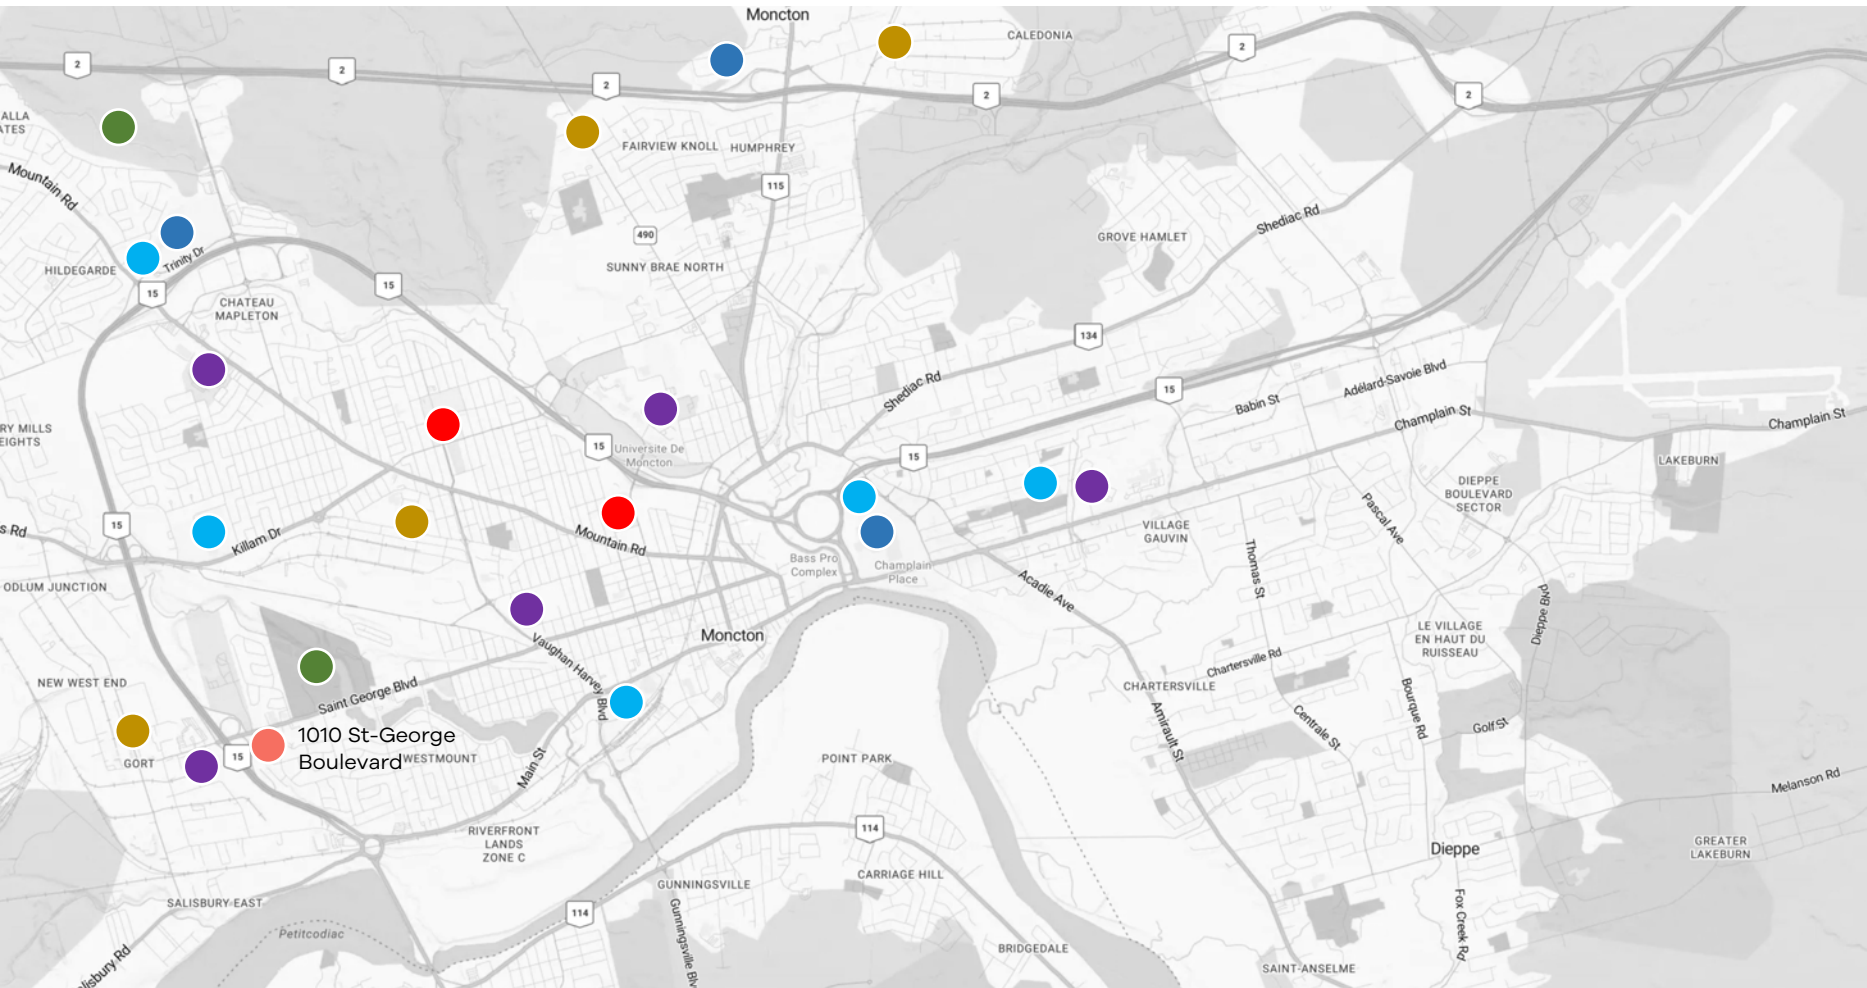 Moncton
CALEDONIA
2
2
2
2
2
2
ALLA
ATES
FAIRVIEW KNOLL
HUMPHREY
Mountain Rd
115
490
Shediac Rd
GROVE HAMLET
HILDEGARDE
Trinity Dr
SUNNY BRAE NORTH
15
15
CHATEAU
MAPLETON
134
Shediac Rd
15
Adélard-Savoie Blvd
Babin St
Champlain St
Champlain St
RY MILLS
EIGHTS
15
Universite De
Moncton
15
LAKEBURN
DIEPPE
BOULEVARD
SECTOR
15
s Rd
Killam Dr
Mountain Rd
Pascal Ave
VILLAGE
GAUVIN
Bass Pro
Complex
Champlain
Place
Thomas St
Acadie Ave
ODLUM JUNCTION
Dieppe Blvd
Moncton
LE VILLAGE
EN HAUT DU
RUISSEAU
Vaughan Harvey Blvd
Chartersville Rd
NEW WEST END
Saint George Blvd
CHARTERSVILLE
Bourque Rd
Amirault St
Centrale St
Golf St
1010 St-George
Boulevard
15
GORT
WESTMOUNT
Main St
POINT PARK
Melanson Rd
RIVERFRONT
LANDS
ZONE C
114
Dieppe
GREATER
LAKEBURN
GUNNINGSVILLE
CARRIAGE HILL
SALISBURY EAST
114
Petitcodiac
Gunningsville Blv
Fox Creek Rd
BRIDGEDALE
alisbury Rd
SAINT-ANSELME